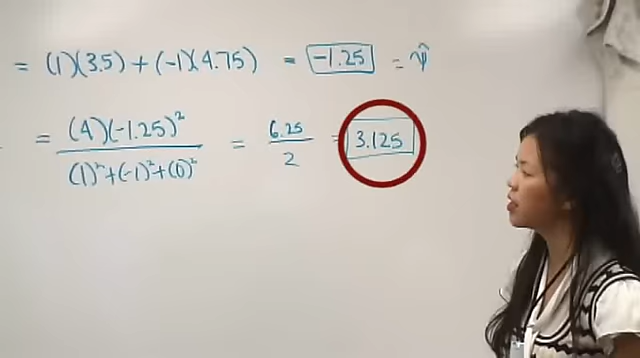 = (1)(3.5) + (-1)(4.75) = -1.25 = ψ̂
= (4)(-1.25)² / (1)²+(-1)²+(0)² = 6.25 / 2 = 3.125